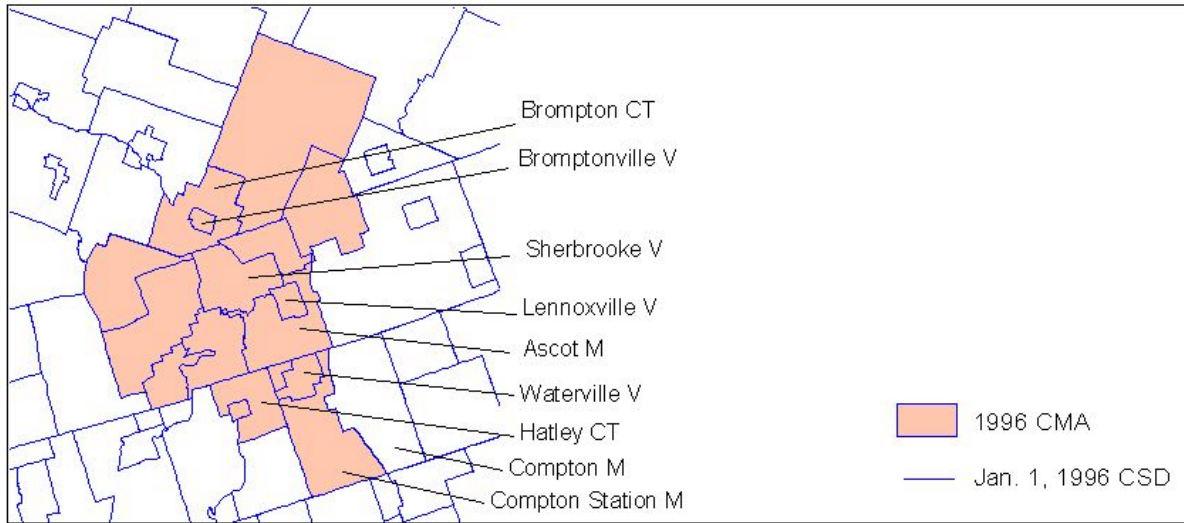 Brompton CT
Bromptonville V
Sherbrooke V
Lennoxville V
Ascot M
Waterville V
Hatley CT
Compton M
Compton Station M
1996 CMA
Jan. 1, 1996 CSD